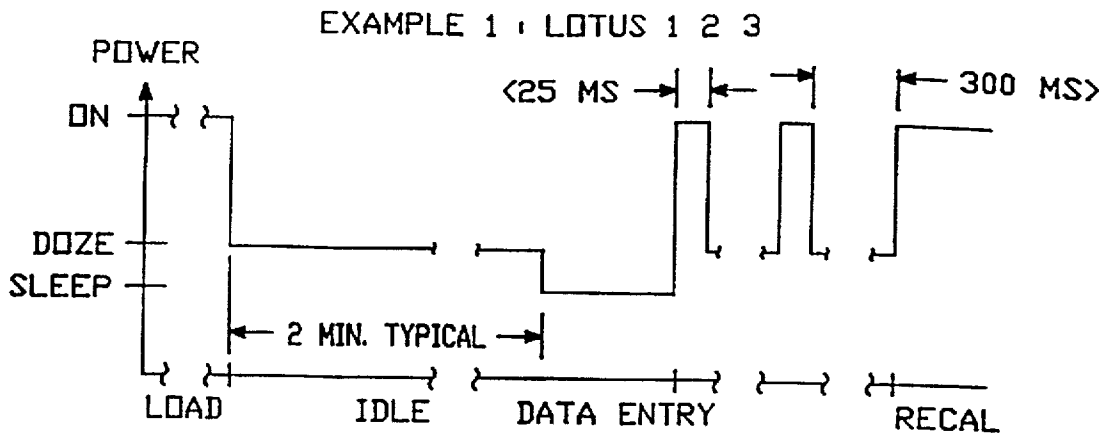 EXAMPLE 1 : LOTUS 1 2 3
POWER
<25 MS
300 MS>
ON
DOZE
SLEEP
2 MIN. TYPICAL
LOAD IDLE DATA ENTRY RECAL